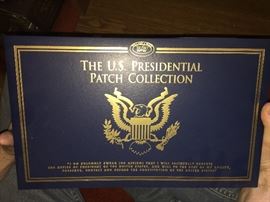 THE U.S. PRESIDENTIAL
PATCH COLLECTION
"I DO SOLEMNLY SWEAR (OR AFFIRM) THAT I WILL FAITHFULLY EXECUTE
THE OFFICE OF PRESIDENT OF THE UNITED STATES, AND WILL TO THE BEST OF MY ABILITY,
PRESERVE, PROTECT AND DEFEND THE CONSTITUTION OF THE UNITED STATES."